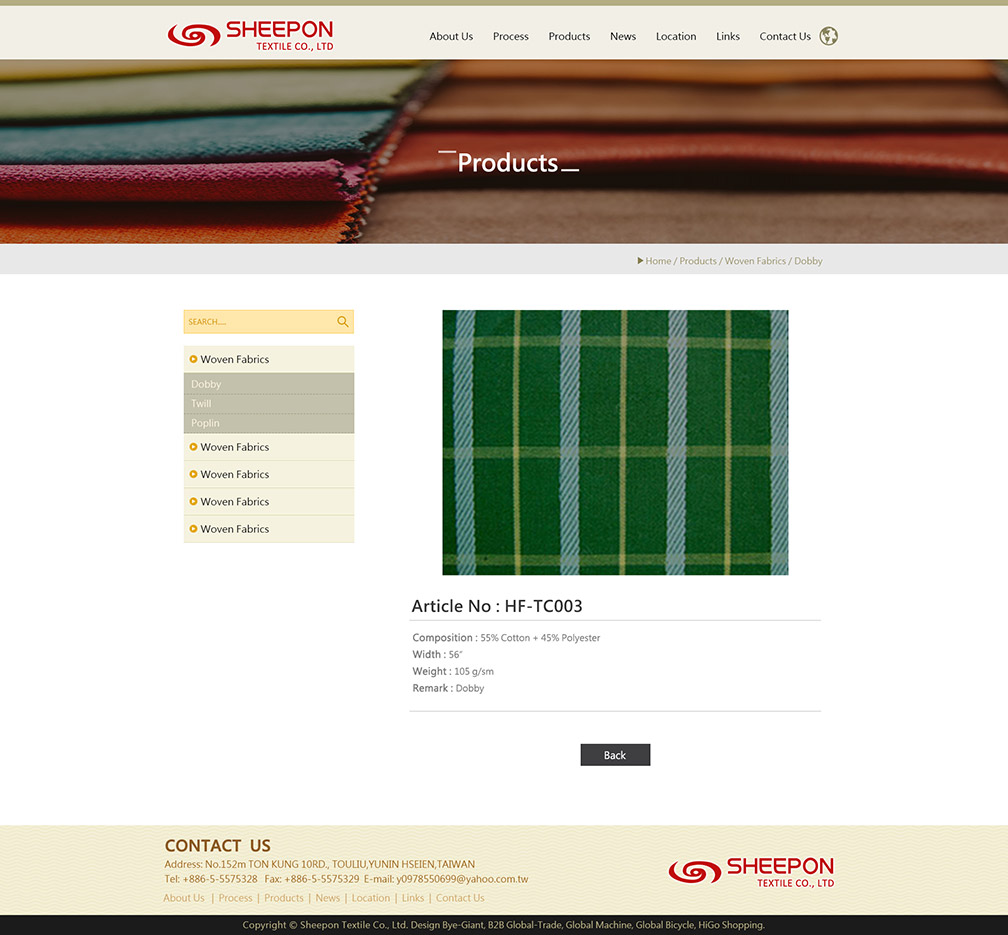 SHEEPON
TEXTILE CO., LTD
About Us Process Products News Location Links Contact Us
Products
Home / Products / Woven Fabrics / Dobby
SEARCH.....
Woven Fabrics
Dobby
Twill
Poplin
Woven Fabrics
Woven Fabrics
Woven Fabrics
Woven Fabrics
Article No : HF-TC003
Composition : 55% Cotton + 45% Polyester
Width : 56"
Weight : 105 g/sm
Remark : Dobby
Back
CONTACT US
Address: No.152m TON KUNG 10RD., TOULIU,YUNIN HSEIEN,TAIWAN
Tel: +886-5-5575328 Fax: +886-5-5575329 E-mail: y0978550699@yahoo.com.tw
About Us | Process | Products | News | Location | Links | Contact Us
SHEEPON
TEXTILE CO., LTD
Copyright © Sheepon Textile Co., Ltd. Design Bye-Giant, B2B Global-Trade, Global Machine, Global Bicycle, HiGo Shopping.